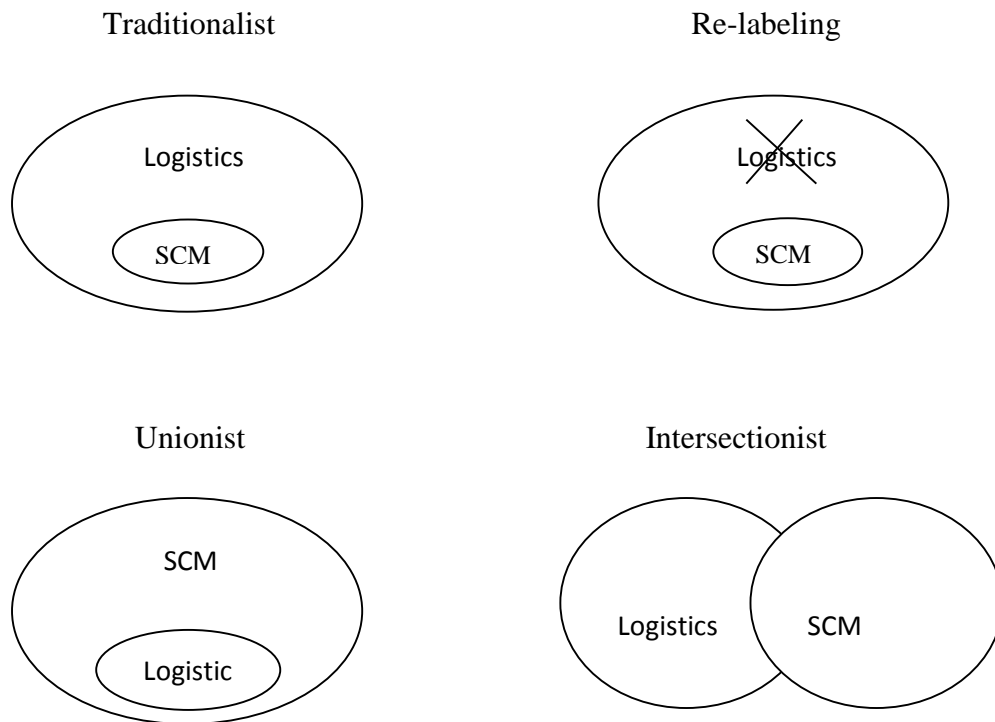 Traditionalist
Re-labeling
Logistics
Logistics
SCM
SCM
Unionist
Intersectionist
SCM
Logistics
SCM
Logistic